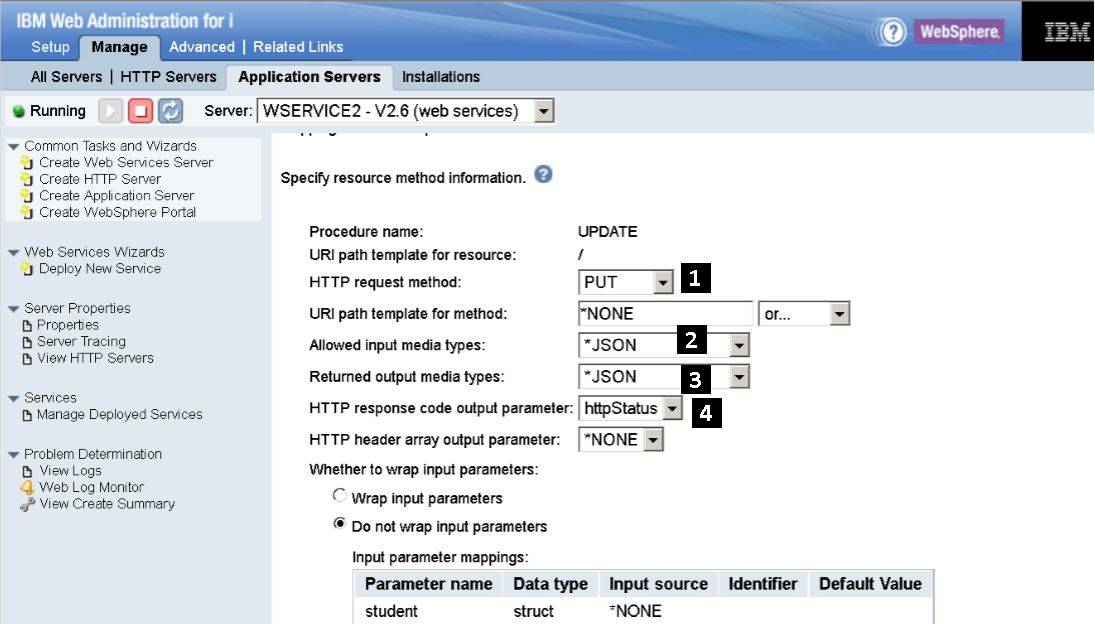 IBM Web Administration for i
Setup Manage Advanced | Related Links
? WebSphere. IBM
All Servers | HTTP Servers Application Servers Installations
Running Server: WSERVICE2 - V2.6 (web services)
Common Tasks and Wizards
Create Web Services Server
Create HTTP Server
Create Application Server
Create WebSphere Portal
Web Services Wizards
Deploy New Service
Server Properties
Properties
Server Tracing
View HTTP Servers
Services
Manage Deployed Services
Problem Determination
View Logs
Web Log Monitor
View Create Summary
Specify resource method information. ?
Procedure name: UPDATE
URI path template for resource: /
HTTP request method: PUT 1
URI path template for method: *NONE or...
Allowed input media types: *JSON 2
Returned output media types: *JSON 3
HTTP response code output parameter: httpStatus 4
HTTP header array output parameter: *NONE
Whether to wrap input parameters:
Wrap input parameters
Do not wrap input parameters
Input parameter mappings:
Parameter name Data type Input source Identifier Default Value
student struct *NONE